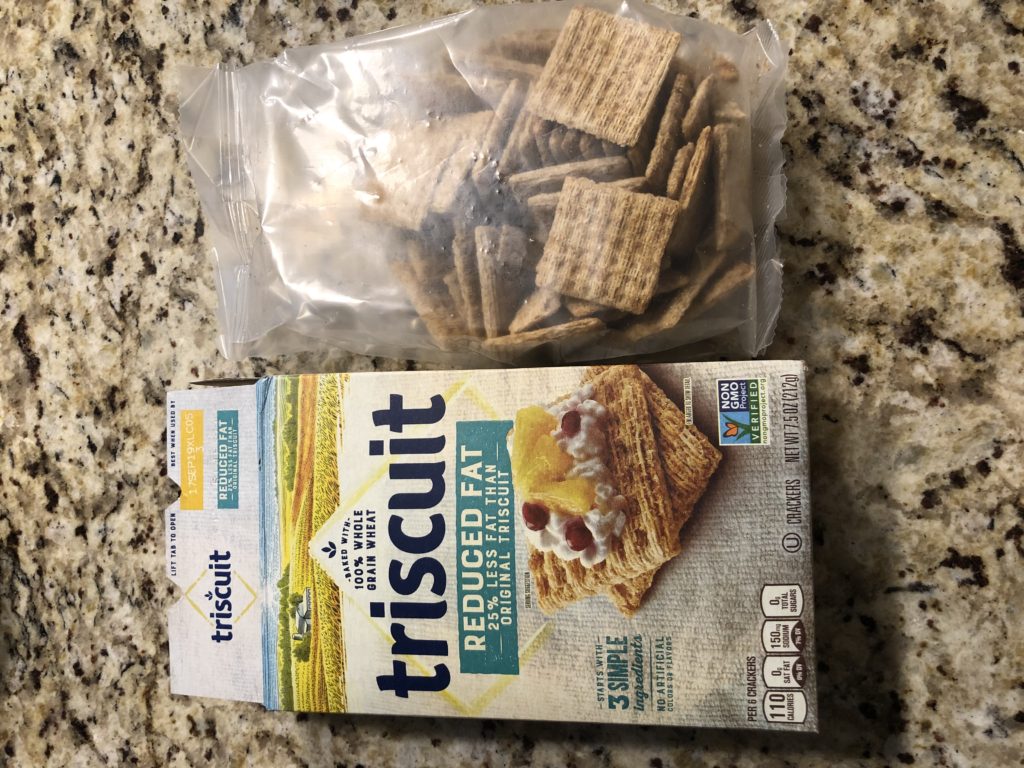 LIFT TAB TO OPEN
BEST WHEN USED BY
17SEP19XLC05
3
triscuit
REDUCED FAT
25% LESS FAT THAN
ORIGINAL TRISCUIT
BAKED WITH
100% WHOLE
GRAIN WHEAT
triscuit
REDUCED FAT
25% LESS FAT THAN
ORIGINAL TRISCUIT
SERVING SUGGESTION
STARTS WITH
3 SIMPLE
Ingredients
NO ARTIFICIAL
COLORS OR FLAVORS
ENLARGED TO SHOW DETAIL
NON
GMO
Project
VERIFIED
nongmoproject.org
PER 6 CRACKERS
110
CALORIES
0g
SAT FAT
0% DV
150mg
SODIUM
7% DV
0g
TOTAL
SUGARS
U
CRACKERS
NET WT 7.5 OZ (212g)